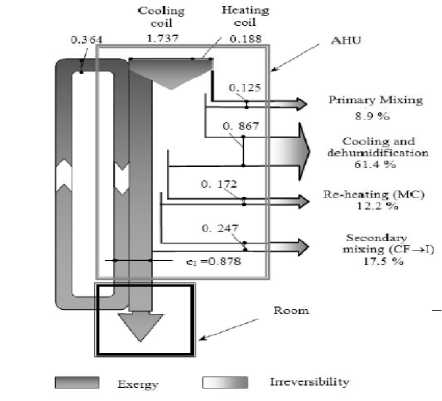 Cooling coil
Heating coil
0.364
1.737
0.188
AHU
0.125
Primary Mixing
8.9 %
0. 867
Cooling and
dehumidification
61.4 %
0. 172
Re-heating (MC)
12.2 %
0. 247
Secondary
mixing (CF→I)
17.5 %
e₁ =0.878
Room
Exergy
Irreversibility